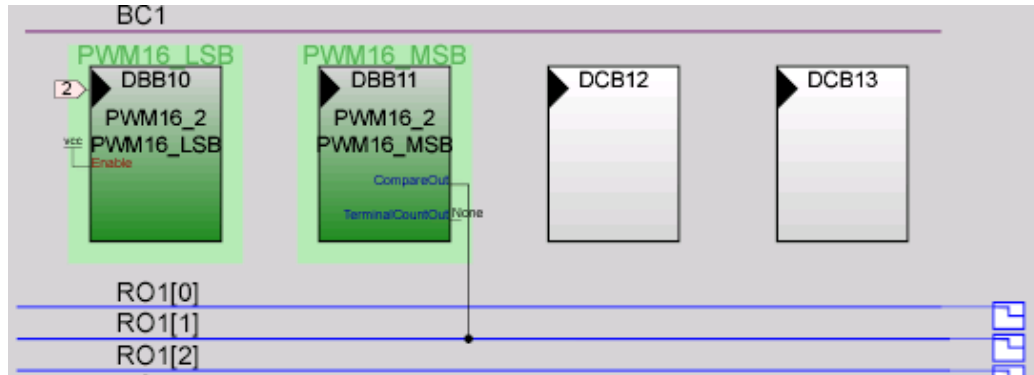 BC1
PWM16_LSB
PWM16_MSB
2
DBB10
DBB11
DCB12
DCB13
PWM16_2
PWM16_2
vcc
PWM16_LSB
PWM16_MSB
Enable
CompareOut
TerminalCountOut
None
RO1[0]
RO1[1]
RO1[2]